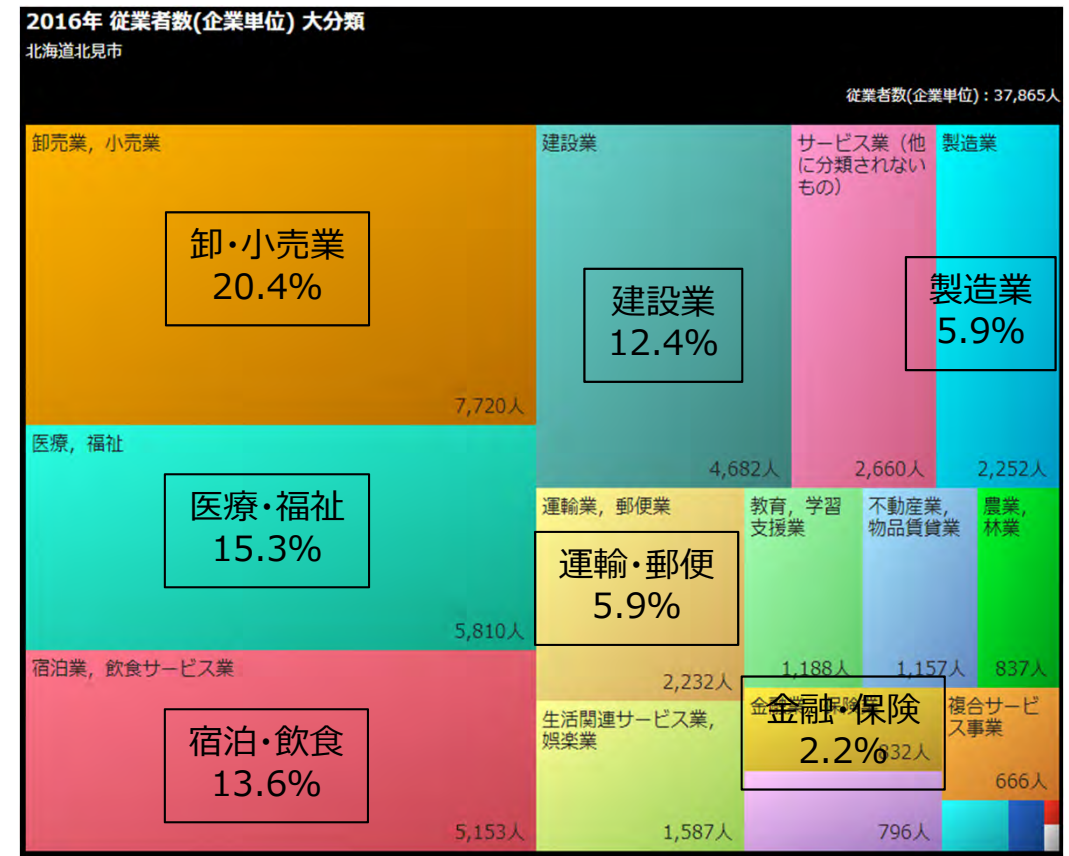 2016年 従業者数(企業単位) 大分類
北海道北見市
従業者数(企業単位) : 37,865人
卸売業, 小売業
卸・小売業
20.4%
7,720人
医療, 福祉
医療・福祉
15.3%
5,810人
宿泊業, 飲食サービス業
宿泊・飲食
13.6%
5,153人
建設業
建設業
12.4%
4,682人
サービス業（他
に分類されない
もの）
2,660人
製造業
製造業
5.9%
2,252人
運輸業, 郵便業
運輸・郵便
5.9%
2,232人
教育, 学習
支援業
1,188人
不動産業,
物品賃貸業
1,157人
農業,
林業
837人
生活関連サービス業,
娯楽業
1,587人
金融・保険
2.2%
832人
796人
複合サービ
ス事業
666人